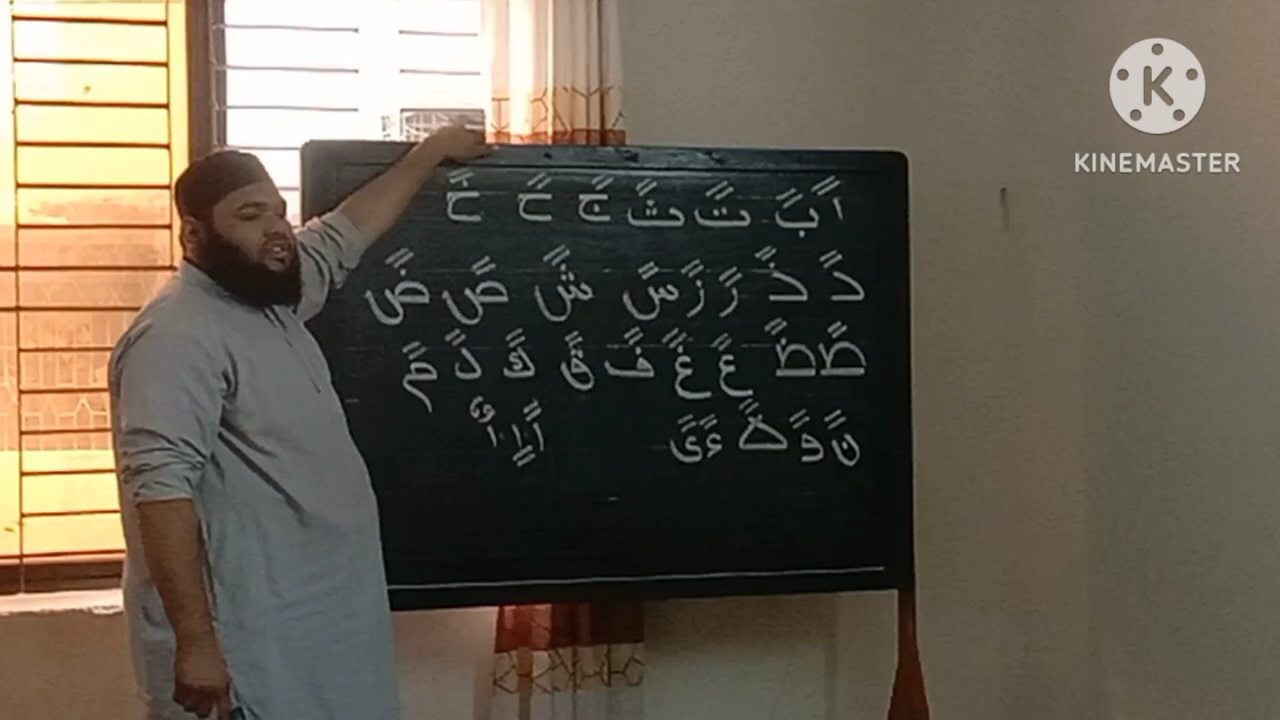 اً بً تً ثً جً حً خً
دً ذً رً زً سً شً صً ضً
طً ظً عً غً فً قً كً لً مً
نً وً هً ءً ىً اً اٍ اٌ
KINEMASTER